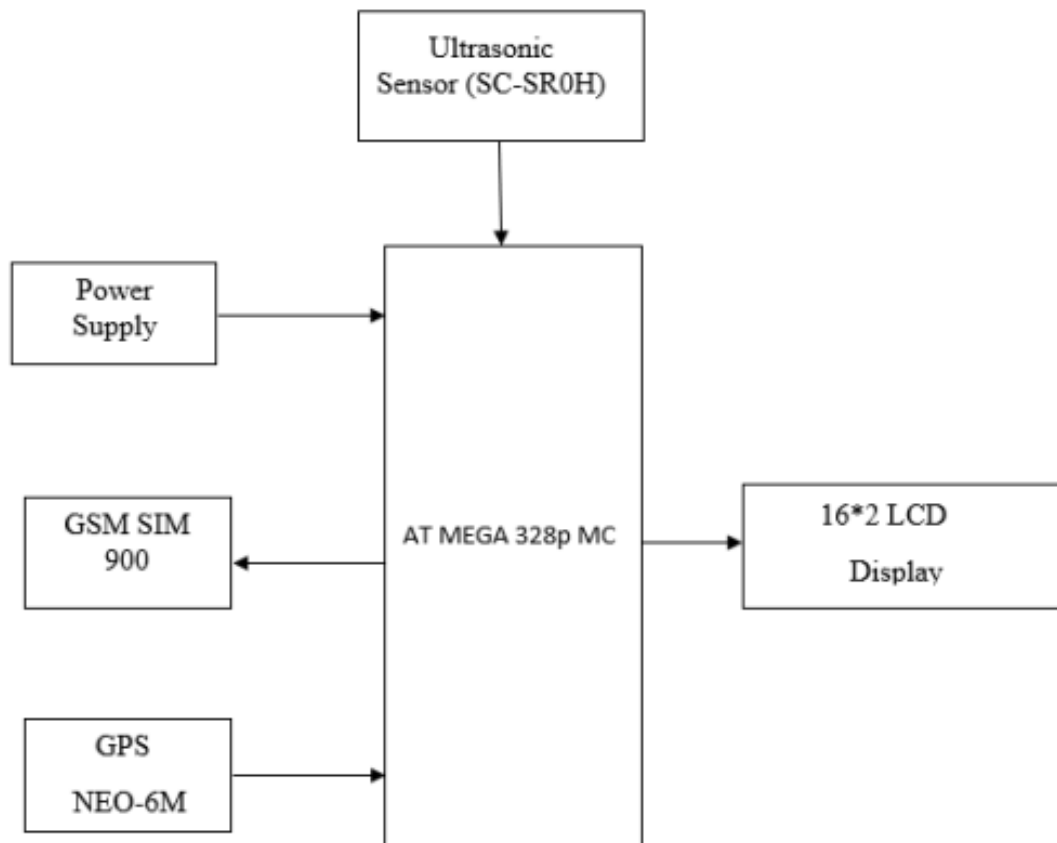 Ultrasonic
Sensor (SC-SR0H)
Power
Supply
GSM SIM
900
AT MEGA 328p MC
16*2 LCD
Display
GPS
NEO-6M